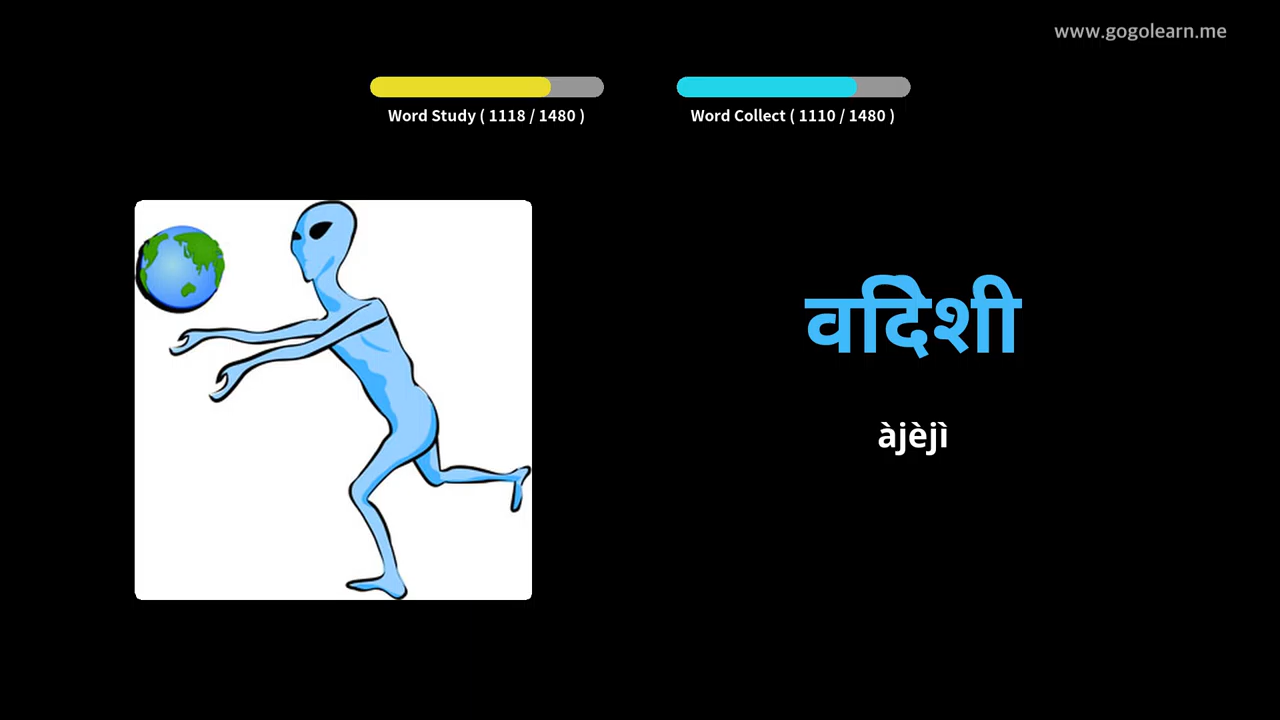 www.gogolearn.me
Word Study ( 1118 / 1480 )
Word Collect ( 1110 / 1480 )
वदिेशी
àjèjì